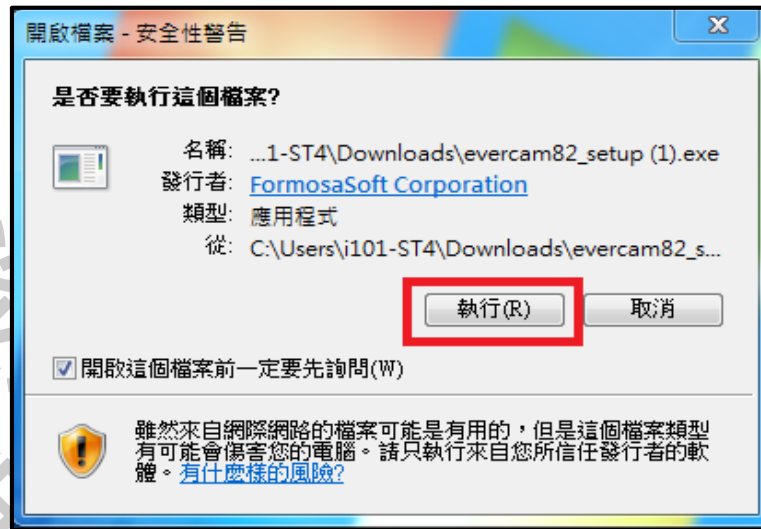 開啟檔案 - 安全性警告
是否要執行這個檔案?
名稱: ...1-ST4\Downloads\evercam82_setup (1).exe
發行者: FormosaSoft Corporation
類型: 應用程式
從: C:\Users\i101-ST4\Downloads\evercam82_s...
執行(R) 取消
開啟這個檔案前一定要先詢問(W)
雖然來自網際網路的檔案可能是有用的，但是這個檔案類型
有可能會傷害您的電腦。請只執行來自您所信任發行者的軟
體。有什麼樣的風險?